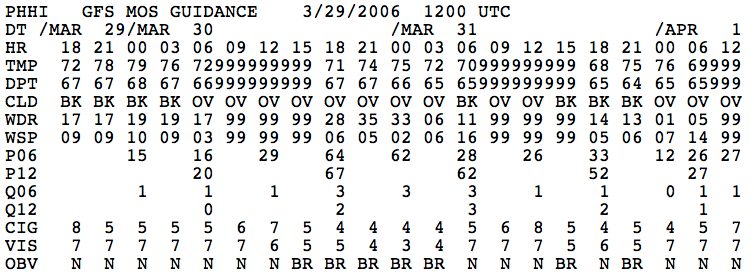 PHHI   GFS MOS GUIDANCE    3/29/2006  1200 UTC
DT /MAR  29/MAR  30                /MAR  31                /APR  1
HR   18 21 00 03 06 09 12 15 18 21 00 03 06 09 12 15 18 21 00 06 12
TMP  72 78 79 76 72999999999 71 74 75 72 70999999999 68 75 76 69999
DPT  67 67 68 67 66999999999 67 67 66 65 65999999999 65 64 65 65999
CLD  BK BK BK BK OV OV OV OV OV OV OV OV BK OV OV BK BK BK OV OV OV
WDR  17 17 19 19 17 99 99 99 28 35 33 06 11 99 99 99 14 13 01 05 99
WSP  09 09 10 09 03 99 99 99 06 05 02 06 16 99 99 99 05 06 07 14 99
P06        15    16    29    64    62    28    26    33    12 26 27
P12              20          67          62          52       27
Q06         1     1     1     3     3     3     1     1     0  1  1
Q12               0           2           3           2        1
CIG   8  5  5  5  5  6  7  5  4  4  4  4  5  6  8  5  4  5  4  5  7
VIS   7  7  7  7  7  7  6  5  5  4  3  4  7  7  7  5  6  5  7  7  7
OBV   N  N  N  N  N  N  N BR BR BR BR BR  N  N  N BR  N BR  N  N  N